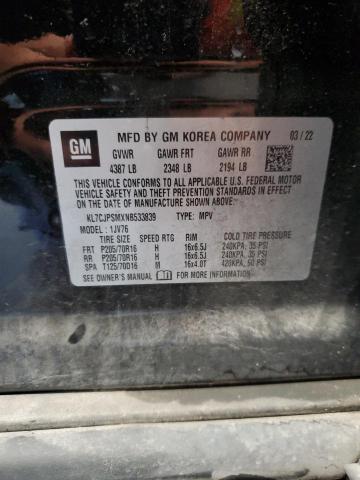 GM
MFD BY GM KOREA COMPANY 03 / 22
GVWR GAWR FRT GAWR RR
4387 LB 2348 LB 2194 LB
THIS VEHICLE CONFORMS TO ALL APPLICABLE U.S. FEDERAL MOTOR
VEHICLE SAFETY AND THEFT PREVENTION STANDARDS IN
EFFECT ON THE DATE OF MANUFACTURE SHOWN ABOVE.
KL7CJPSMXNB533839 TYPE: MPV
MODEL : 1JV76
TIRE SIZE SPEED RTG RIM COLD TIRE PRESSURE
FRT P205/70R16 H 16x6.5J 240KPA, 35 PSI
RR P205/70R16 H 16x6.5J 240KPA, 35 PSI
SPA T125/70D16 M 16x4.0T 420KPA, 60 PSI
SEE OWNER'S MANUAL FOR ADDITIONAL INFORMATION